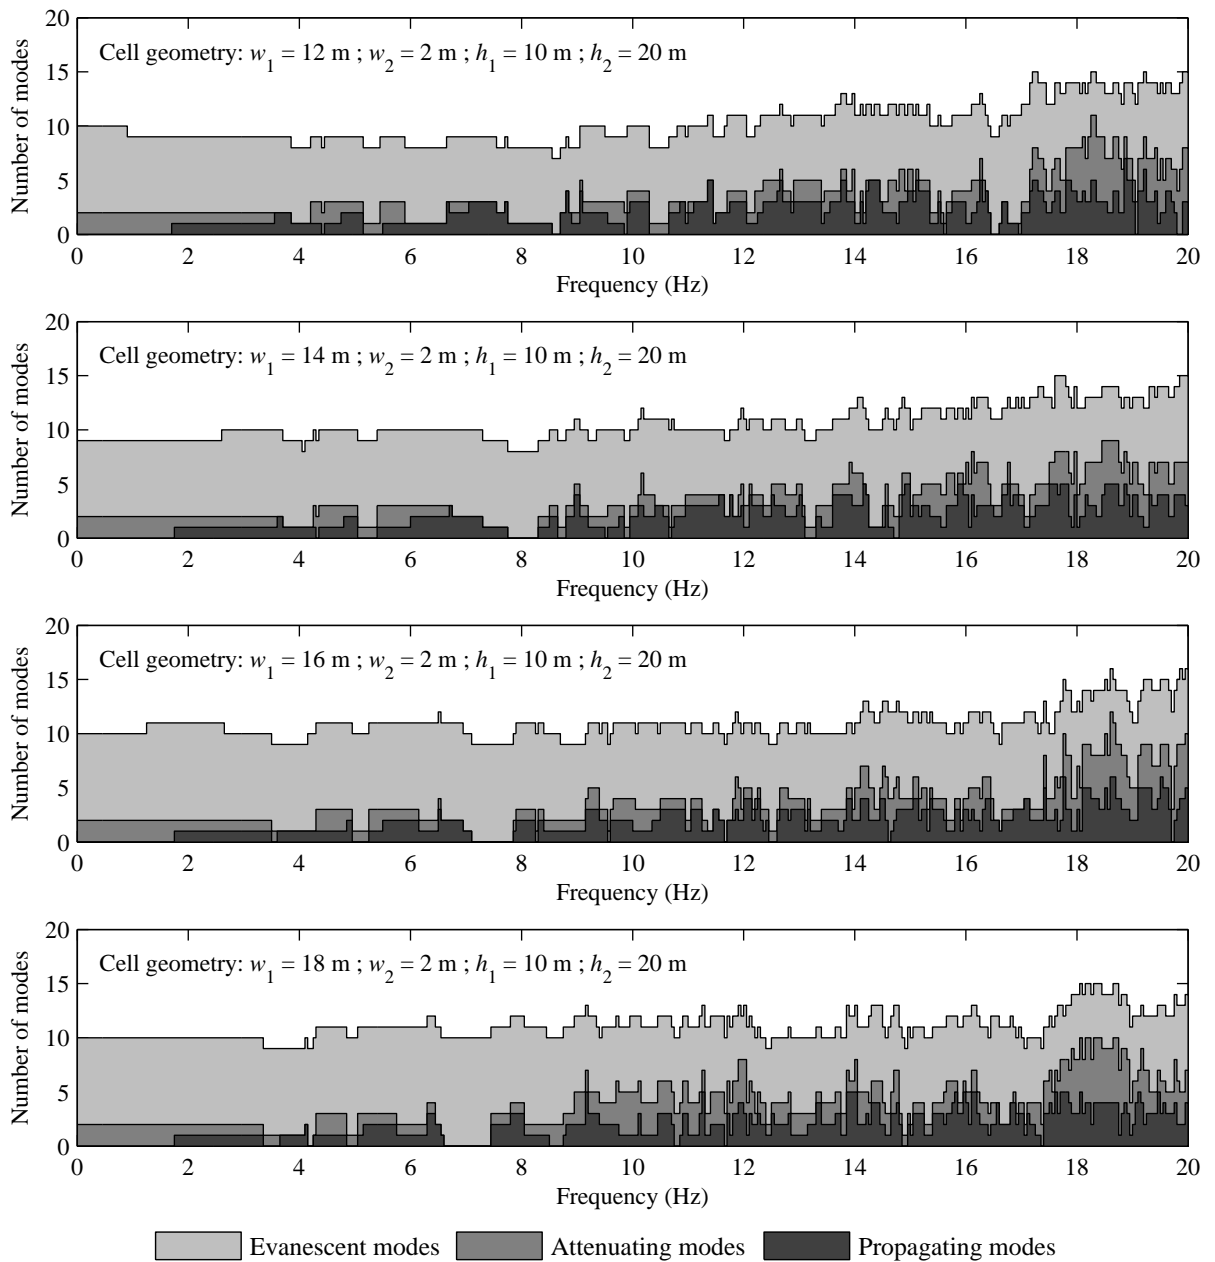 Number of modes
20
15
10
5
0
Cell geometry: w1 = 12 m ; w2 = 2 m ; h1 = 10 m ; h2 = 20 m
0 2 4 6 8 10 12 14 16 18 20
Frequency (Hz)
Number of modes
20
15
10
5
0
Cell geometry: w1 = 14 m ; w2 = 2 m ; h1 = 10 m ; h2 = 20 m
0 2 4 6 8 10 12 14 16 18 20
Frequency (Hz)
Number of modes
20
15
10
5
0
Cell geometry: w1 = 16 m ; w2 = 2 m ; h1 = 10 m ; h2 = 20 m
0 2 4 6 8 10 12 14 16 18 20
Frequency (Hz)
Number of modes
20
15
10
5
0
Cell geometry: w1 = 18 m ; w2 = 2 m ; h1 = 10 m ; h2 = 20 m
0 2 4 6 8 10 12 14 16 18 20
Frequency (Hz)
Evanescent modes Attenuating modes Propagating modes